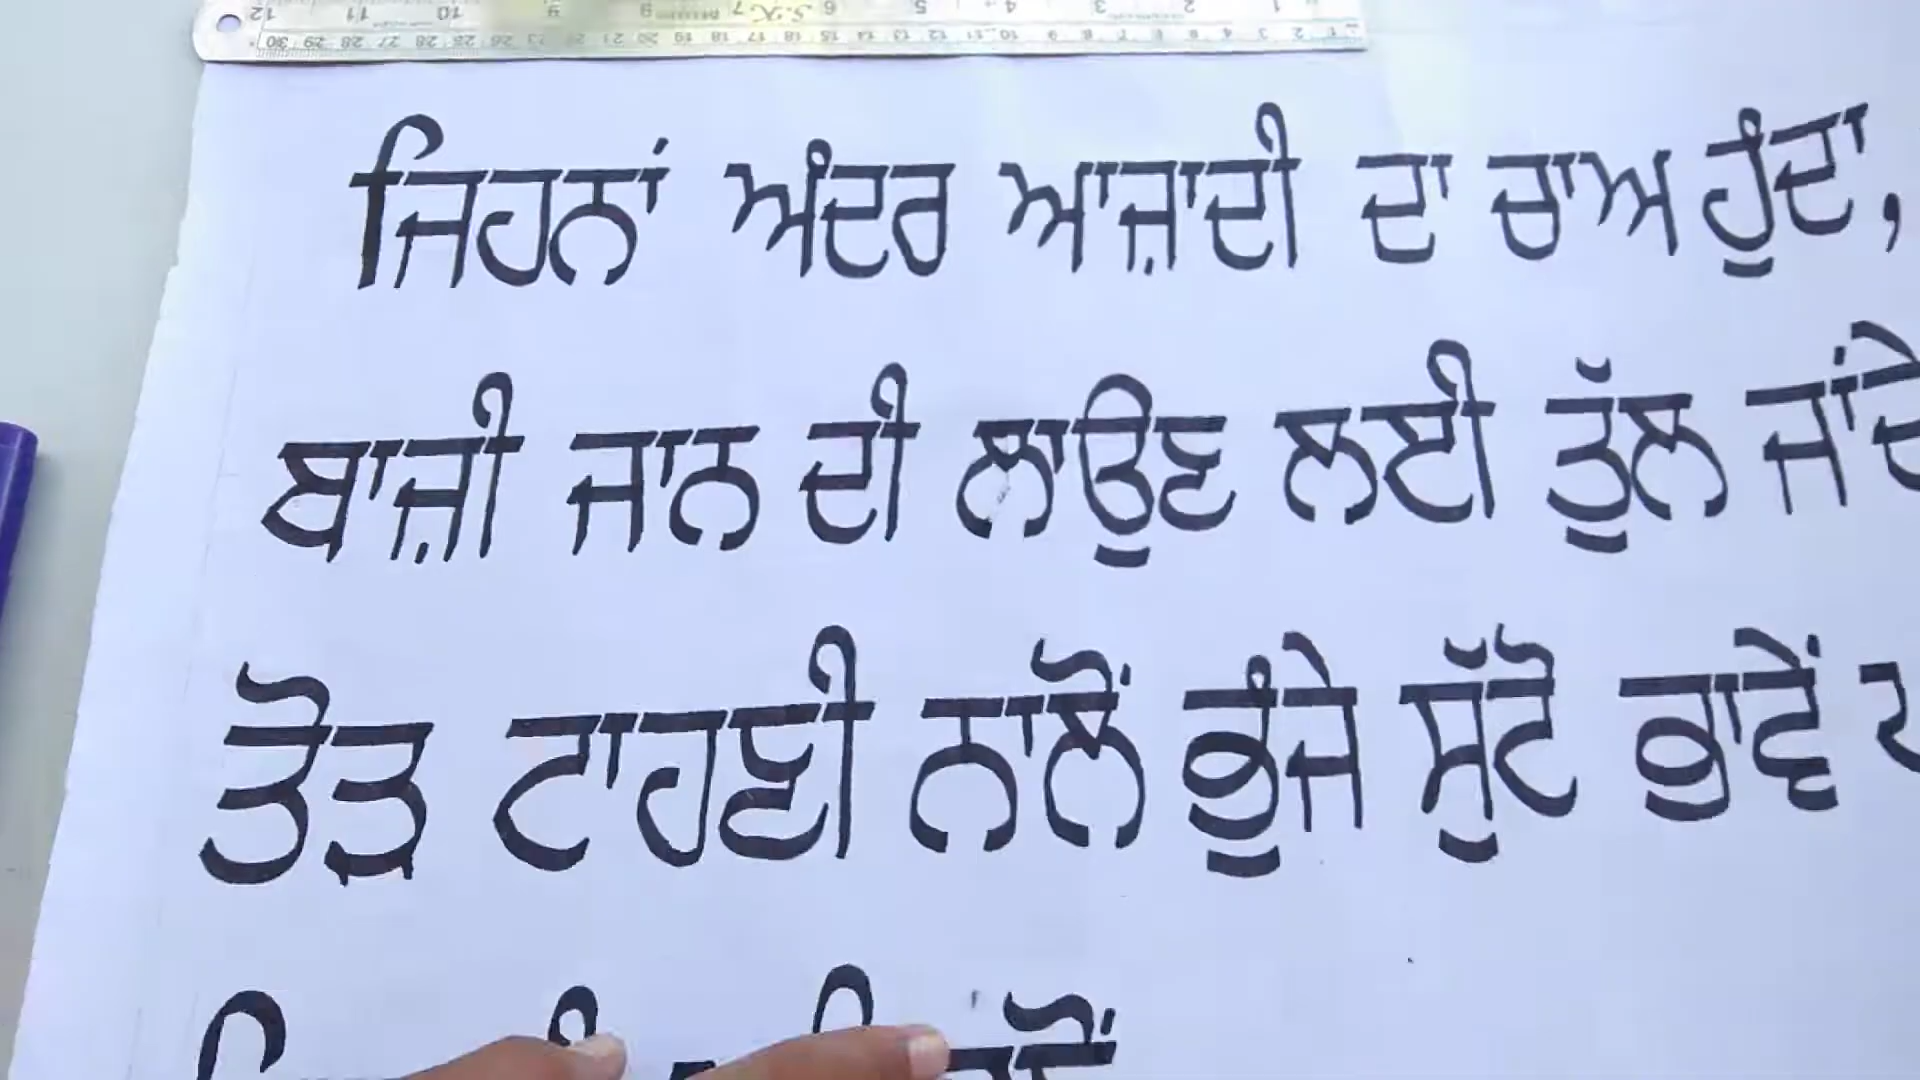 ਜਿਹਨਾਂ ਅੰਦਰ ਆਜ਼ਾਦੀ ਦਾ ਚਾਅ ਹੁੰਦਾ,
ਬਾਜ਼ੀ ਜਾਨ ਦੀ ਲਾਉਣ ਲਈ ਤੁੱਲ ਜਾਂਦੇ
ਤੋੜ ਟਾਹਣੀ ਨਾਲੋਂ ਭੁੰਜੇ ਸੁੱਟੋ ਭਾਵੇਂ